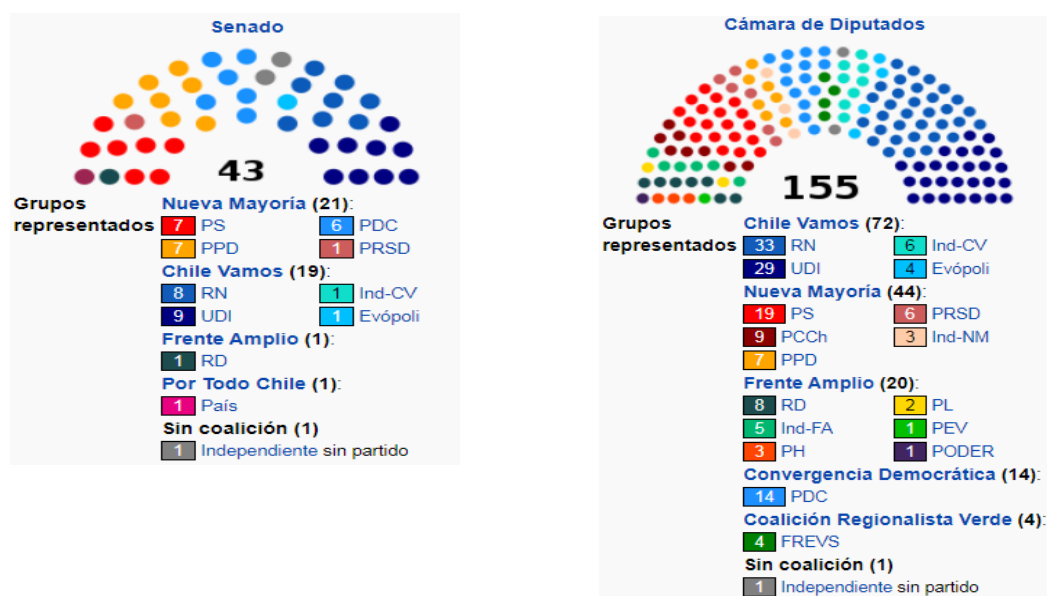 Senado
43
Grupos representados
Nueva Mayoría (21):
7 PS 6 PDC
7 PPD 1 PRSD
Chile Vamos (19):
8 RN 1 Ind-CV
9 UDI 1 Evópoli
Frente Amplio (1):
1 RD
Por Todo Chile (1):
1 País
Sin coalición (1)
1 Independiente sin partido
Cámara de Diputados
155
Grupos representados
Chile Vamos (72):
33 RN 6 Ind-CV
29 UDI 4 Evópoli
Nueva Mayoría (44):
19 PS 6 PRSD
9 PCCh 3 Ind-NM
7 PPD
Frente Amplio (20):
8 RD 2 PL
5 Ind-FA 1 PEV
3 PH 1 PODER
Convergencia Democrática (14):
14 PDC
Coalición Regionalista Verde (4):
4 FREVS
Sin coalición (1)
1 Independiente sin partido